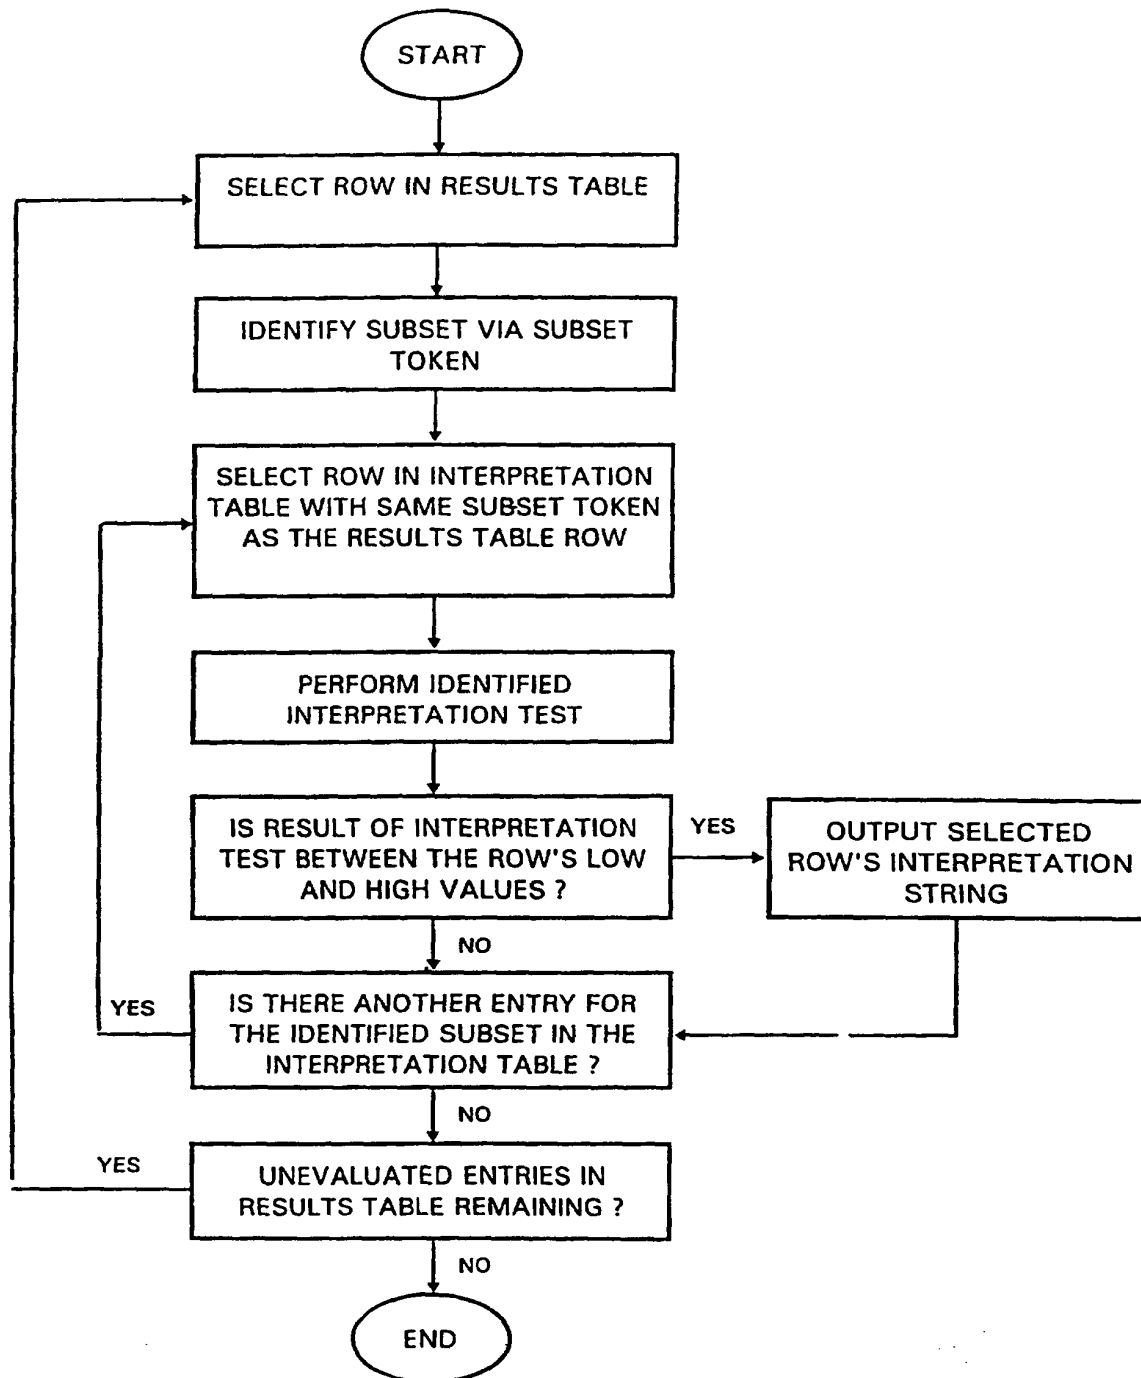 START
SELECT ROW IN RESULTS TABLE
IDENTIFY SUBSET VIA SUBSET
TOKEN
SELECT ROW IN INTERPRETATION
TABLE WITH SAME SUBSET TOKEN
AS THE RESULTS TABLE ROW
PERFORM IDENTIFIED
INTERPRETATION TEST
IS RESULT OF INTERPRETATION
TEST BETWEEN THE ROW'S LOW
AND HIGH VALUES ?
YES
OUTPUT SELECTED
ROW'S INTERPRETATION
STRING
NO
YES
IS THERE ANOTHER ENTRY FOR
THE IDENTIFIED SUBSET IN THE
INTERPRETATION TABLE ?
NO
YES
UNEVALUATED ENTRIES IN
RESULTS TABLE REMAINING ?
NO
END